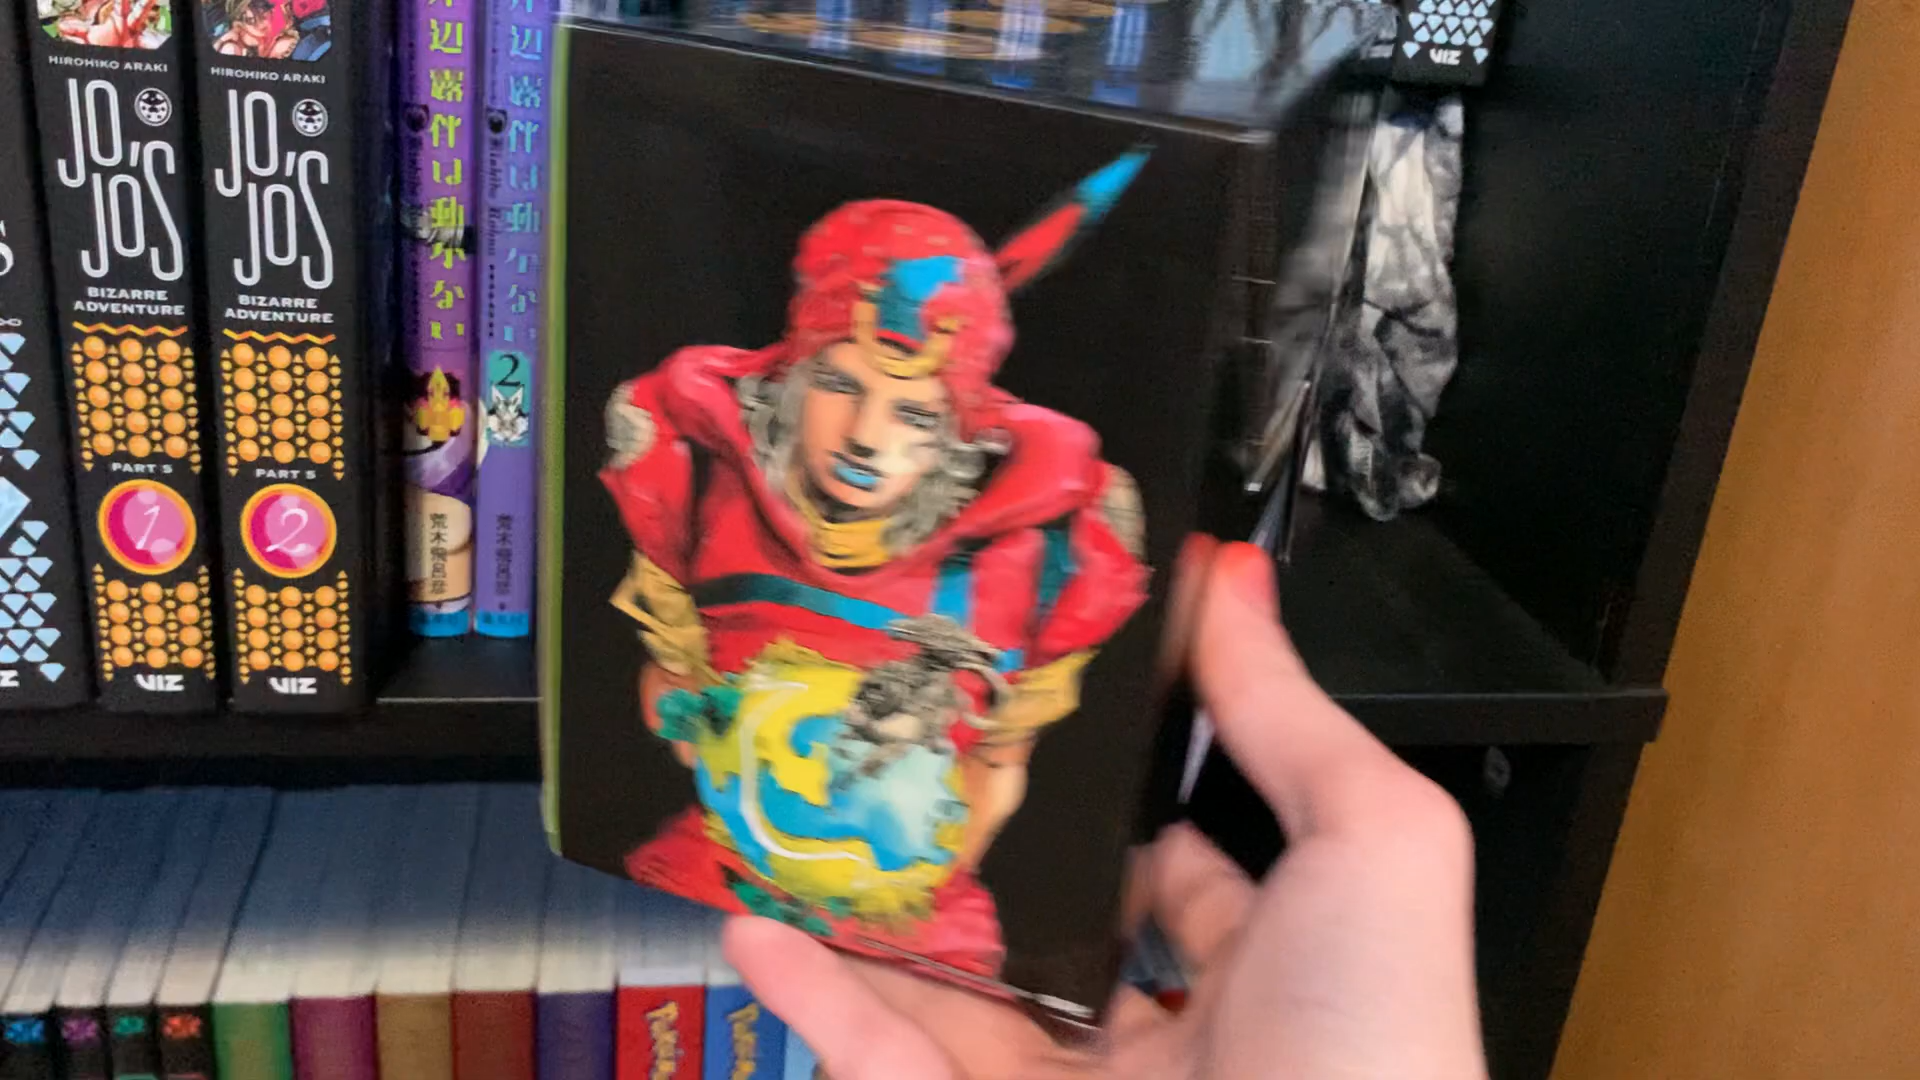 HIROHIKO ARAKI
JO
JO'S
BIZARRE
ADVENTURE
PART 5
1
VIZ
HIROHIKO ARAKI
JO
JO'S
BIZARRE
ADVENTURE
PART 5
2
VIZ
岸辺露伴は動かない
荒木飛呂彦
岸辺露伴は動かない
2
荒木飛呂彦
VIZ